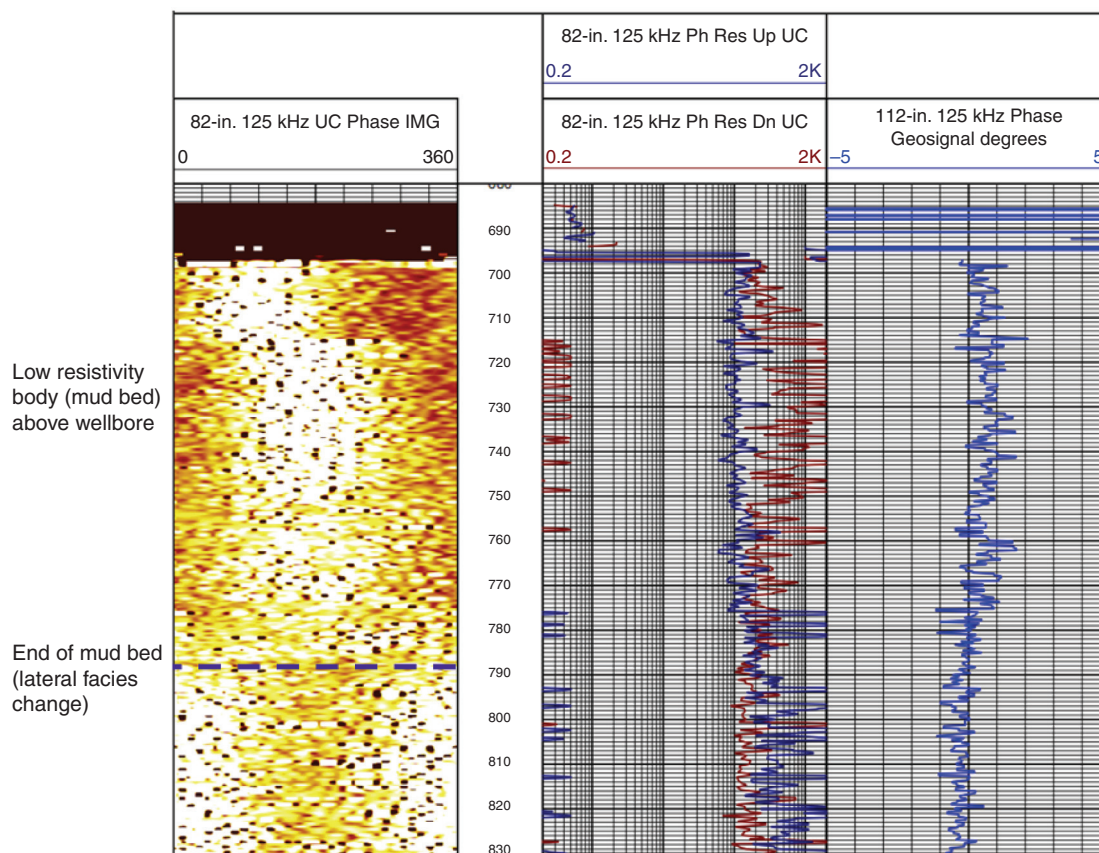 82-in. 125 kHz Ph Res Up UC
0.2 2K
82-in. 125 kHz UC Phase IMG
0 360
82-in. 125 kHz Ph Res Dn UC
0.2 2K
112-in. 125 kHz Phase
Geosignal degrees
−5 5
690
700
710
720
730
740
750
760
770
780
790
800
810
820
830
Low resistivity
body (mud bed)
above wellbore
End of mud bed
(lateral facies
change)